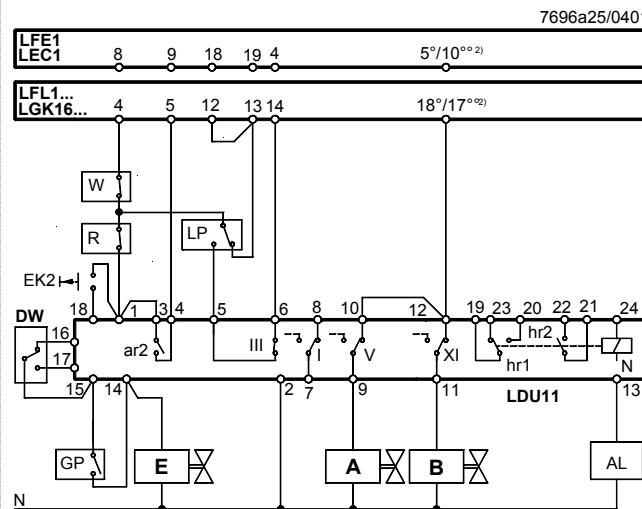 7696a25/0401
LFE1
LEC1
8 9 18 19 4 5°/10°° 2)
LFL1...
LGK16...
4 5 12 13 14 18°/17°°2)
W
R
LP
EK2
DW
18 1 3 4 5 6 8 10 12 19 23 20 22 21 24
16
17
ar2 III I V XI hr1 hr2 N
15 14 2 7 9 11 LDU11 13
GP E A B AL
N